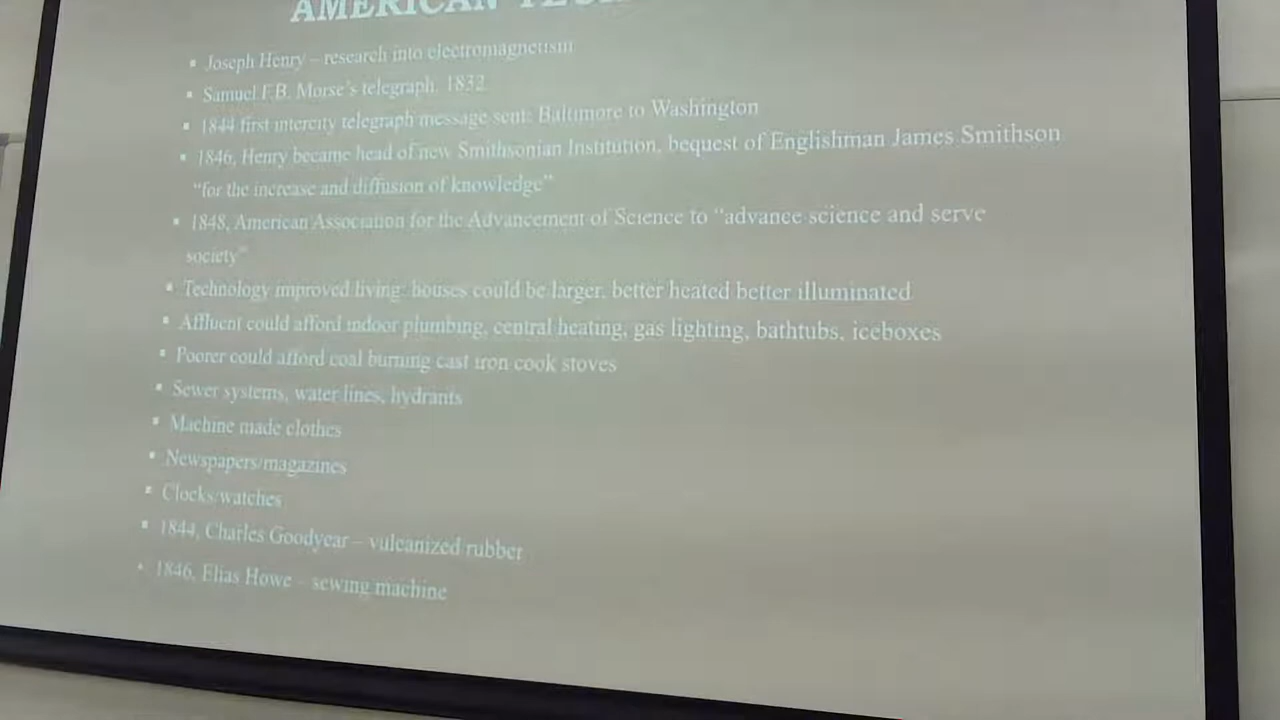 AMERICAN
▪ Joseph Henry – research into electromagnetism
▪ Samuel F.B. Morse's telegraph, 1832
▪ 1844 first intercity telegraph message sent: Baltimore to Washington
▪ 1846, Henry became head of new Smithsonian Institution, bequest of Englishman James Smithson
"for the increase and diffusion of knowledge"
▪ 1848, American Association for the Advancement of Science to "advance science and serve
society"
▪ Technology improved living: houses could be larger, better heated better illuminated
▪ Affluent could afford indoor plumbing, central heating, gas lighting, bathtubs, iceboxes
▪ Poorer could afford coal burning cast iron cook stoves
▪ Sewer systems, water lines, hydrants
▪ Machine made clothes
▪ Newspapers/magazines
▪ Clocks/watches
▪ 1844, Charles Goodyear – vulcanized rubber
▪ 1846, Elias Howe – sewing machine